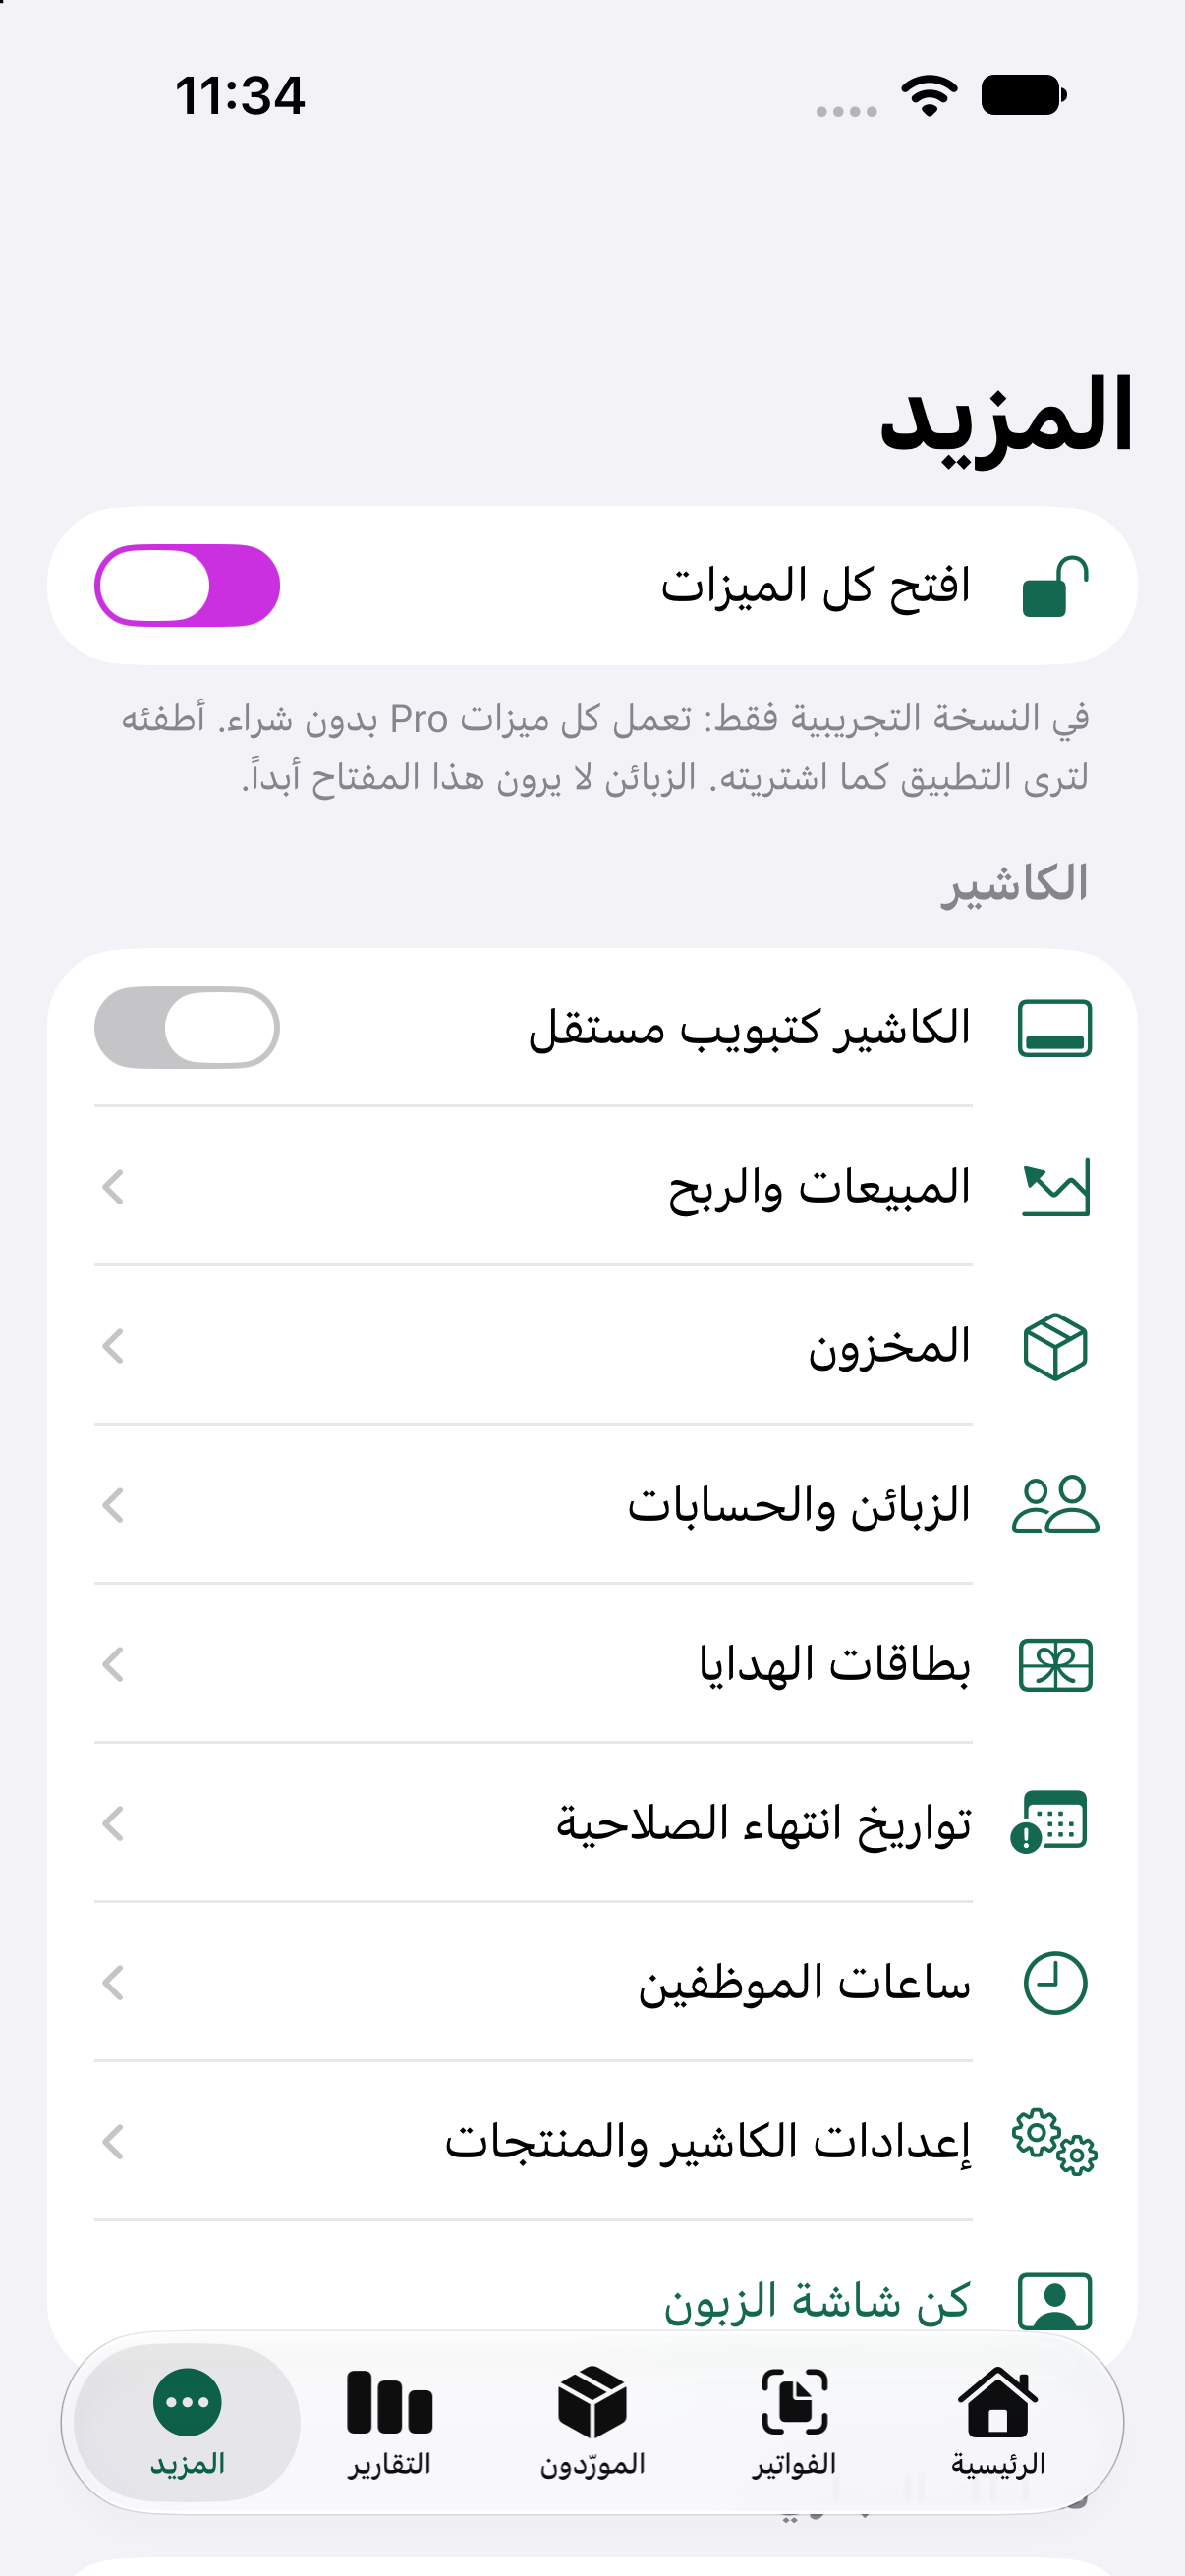 11:34
المزيد
افتح كل الميزات
في النسخة التجريبية فقط: تعمل كل ميزات Pro بدون شراء. أطفئه
لترى التطبيق كما اشتريته. الزبائن لا يرون هذا المفتاح أبداً.
الكاشير
الكاشير كتبويب مستقل
المبيعات والربح
المخزون
الزبائن والحسابات
بطاقات الهدايا
تواريخ انتهاء الصلاحية
ساعات الموظفين
إعدادات الكاشير والمنتجات
كن شاشة الزبون
الرئيسية
الفواتير
المورّدون
التقارير
المزيد